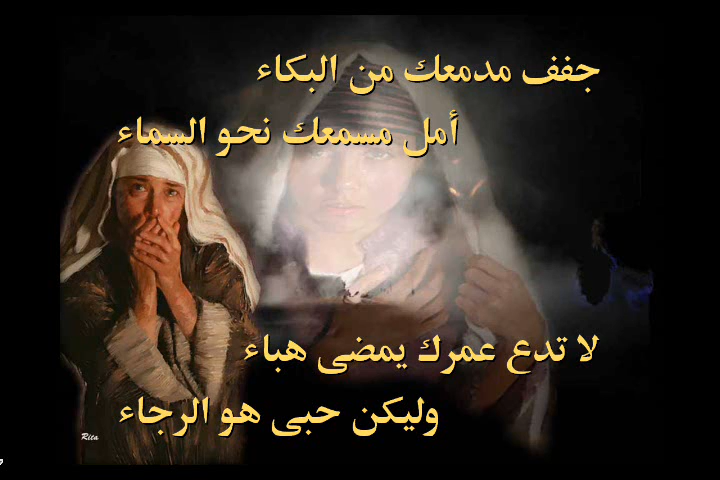 جفف مدمعك من البكاء
أمل مسمعك نحو السماء
لا تدع عمرك يمضى هباء
وليكن حبى هو الرجاء
Rita